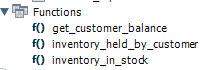 Functions
f() get_customer_balance
f() inventory_held_by_customer
f() inventory_in_stock